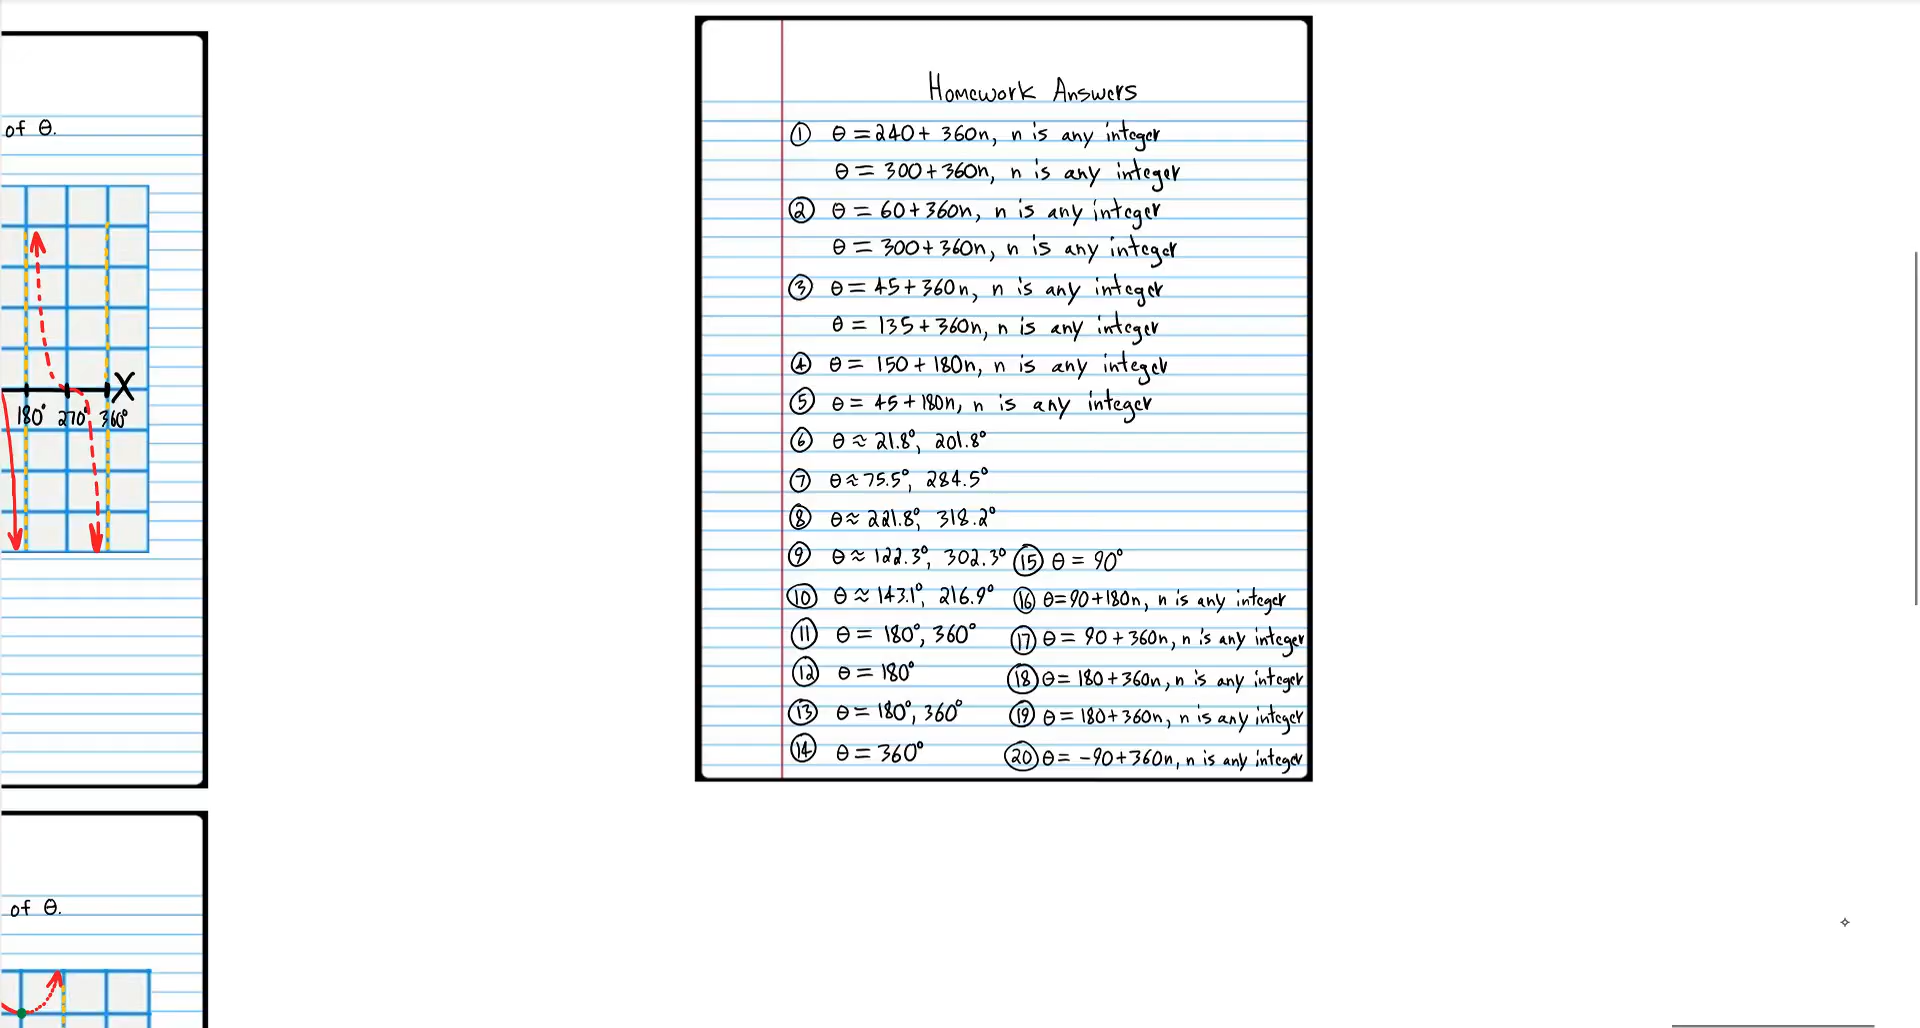 of θ.
X
180° 270° 360°
of θ.
Homework Answers
① θ = 240 + 360n, n is any integer
θ = 300 + 360n, n is any integer
② θ = 60 + 360n, n is any integer
θ = 300 + 360n, n is any integer
③ θ = 45 + 360n, n is any integer
θ = 135 + 360n, n is any integer
④ θ = 150 + 180n, n is any integer
⑤ θ = 45 + 180n, n is any integer
⑥ θ ≈ 21.8°, 201.8°
⑦ θ ≈ 75.5°, 284.5°
⑧ θ ≈ 221.8°, 318.2°
⑨ θ ≈ 122.3°, 302.3°
⑩ θ ≈ 143.1°, 216.9°
⑪ θ = 180°, 360°
⑫ θ = 180°
⑬ θ = 180°, 360°
⑭ θ = 360°
⑮ θ = 90°
⑯ θ = 90 + 180n, n is any integer
⑰ θ = 90 + 360n, n is any integer
⑱ θ = 180 + 360n, n is any integer
⑲ θ = 180 + 360n, n is any integer
⑳ θ = -90 + 360n, n is any integer